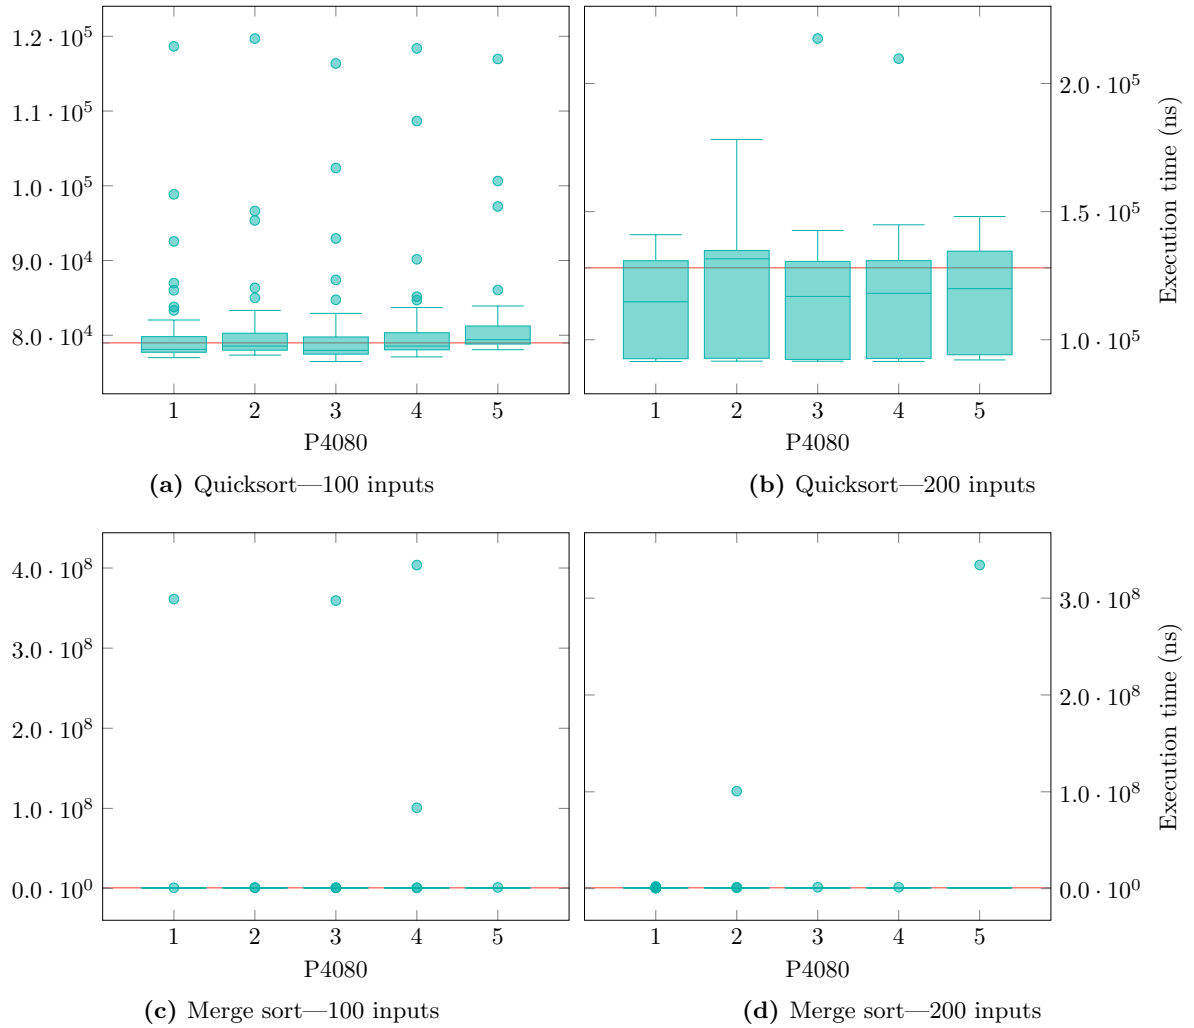 1.2 · 10^5
1.1 · 10^5
1.0 · 10^5
9.0 · 10^4
8.0 · 10^4
1 2 3 4 5
P4080
(a) Quicksort—100 inputs
2.0 · 10^5
1.5 · 10^5
1.0 · 10^5
Execution time (ns)
1 2 3 4 5
P4080
(b) Quicksort—200 inputs
4.0 · 10^8
3.0 · 10^8
2.0 · 10^8
1.0 · 10^8
0.0 · 10^0
1 2 3 4 5
P4080
(c) Merge sort—100 inputs
3.0 · 10^8
2.0 · 10^8
1.0 · 10^8
0.0 · 10^0
Execution time (ns)
1 2 3 4 5
P4080
(d) Merge sort—200 inputs